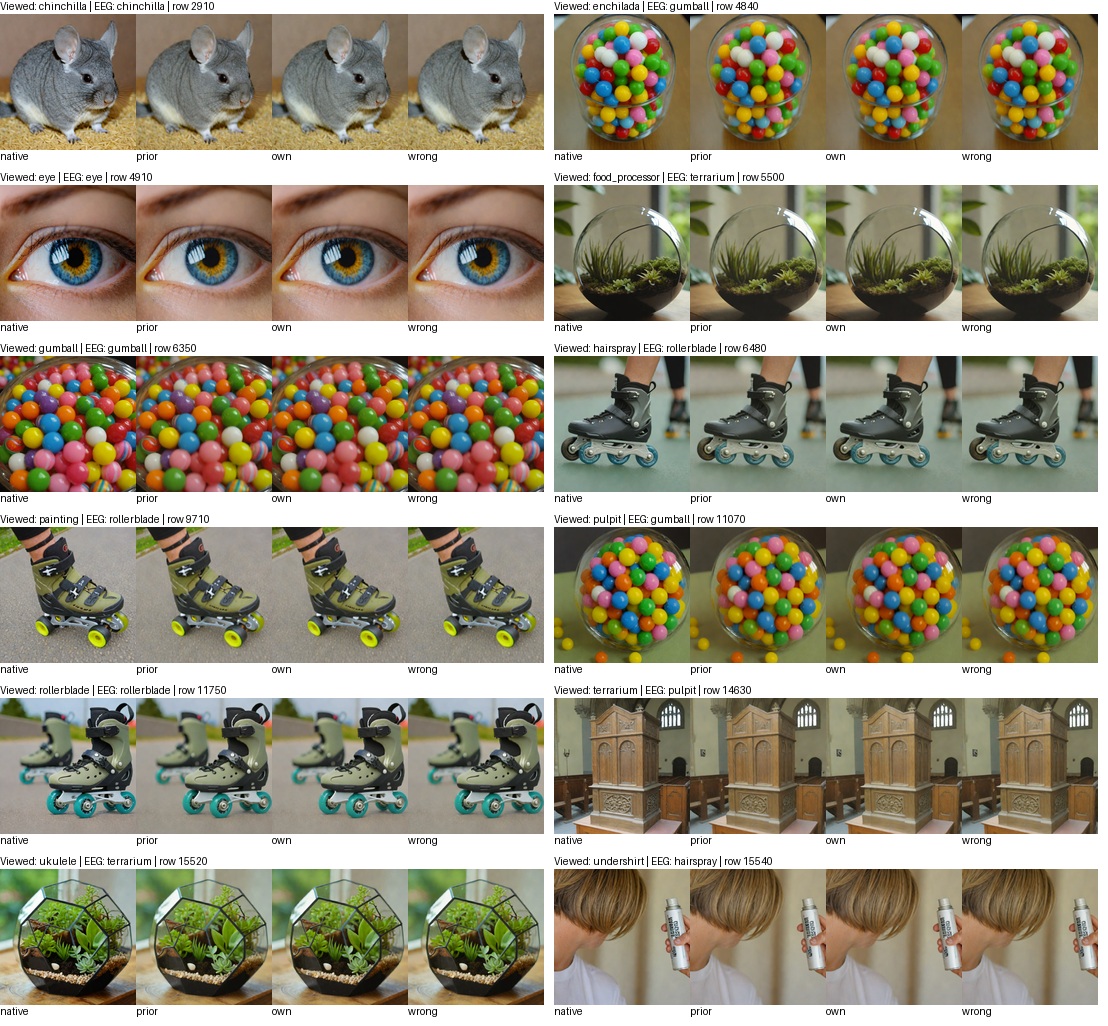 Viewed: chinchilla | EEG: chinchilla | row 2910
native prior own wrong
Viewed: enchilada | EEG: gumball | row 4840
native prior own wrong
Viewed: eye | EEG: eye | row 4910
native prior own wrong
Viewed: food_processor | EEG: terrarium | row 5500
native prior own wrong
Viewed: gumball | EEG: gumball | row 6350
native prior own wrong
Viewed: hairspray | EEG: rollerblade | row 6480
native prior own wrong
Viewed: painting | EEG: rollerblade | row 9710
native prior own wrong
Viewed: pulpit | EEG: gumball | row 11070
native prior own wrong
Viewed: rollerblade | EEG: rollerblade | row 11750
native prior own wrong
Viewed: terrarium | EEG: pulpit | row 14630
native prior own wrong
Viewed: ukulele | EEG: terrarium | row 15520
native prior own wrong
Viewed: undershirt | EEG: hairspray | row 15540
native prior own wrong